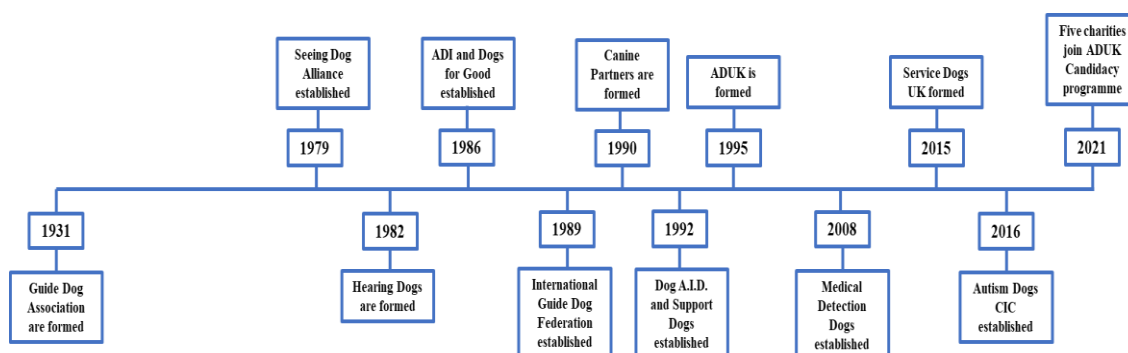 Seeing Dog
Alliance
established
ADI and Dogs
for Good
established
Canine
Partners are
formed
ADUK is
formed
Service Dogs
UK formed
Five charities
join ADUK
Candidacy
programme
1979
1986
1990
1995
2015
2021
1931
1982
1989
1992
2008
2016
Guide Dog
Association
are formed
Hearing Dogs
are formed
International
Guide Dog
Federation
established
Dog A.I.D.
and Support
Dogs
established
Medical
Detection
Dogs
established
Autism Dogs
CIC
established